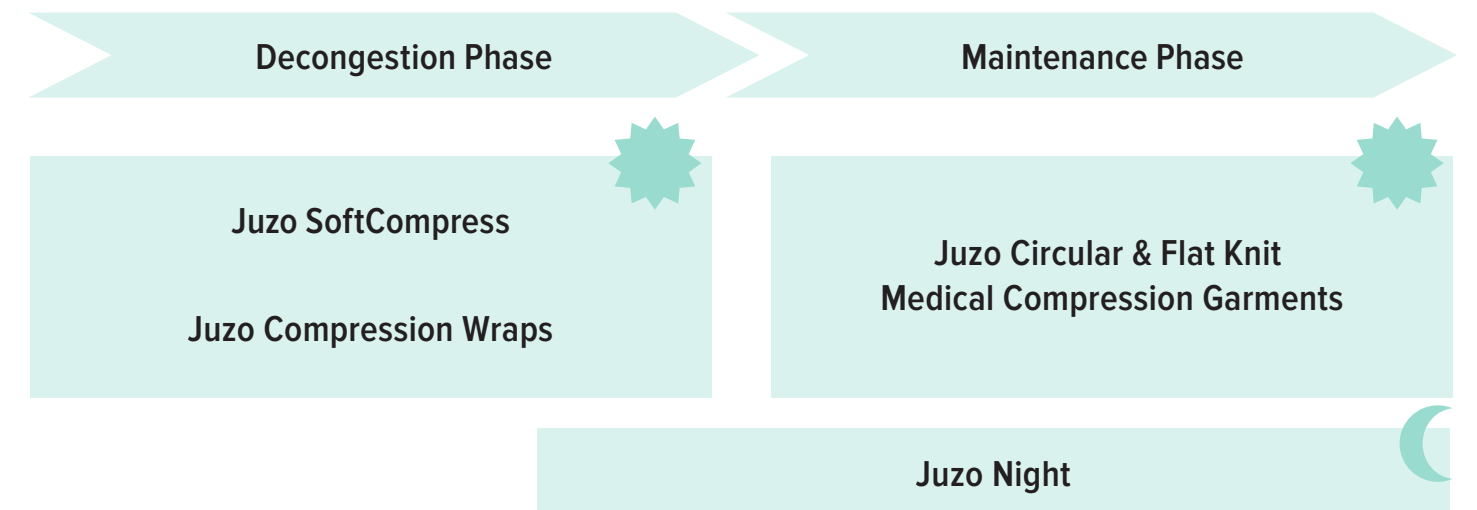 Decongestion Phase
Maintenance Phase
Juzo SoftCompress
Juzo Compression Wraps
Juzo Circular & Flat Knit
Medical Compression Garments
Juzo Night